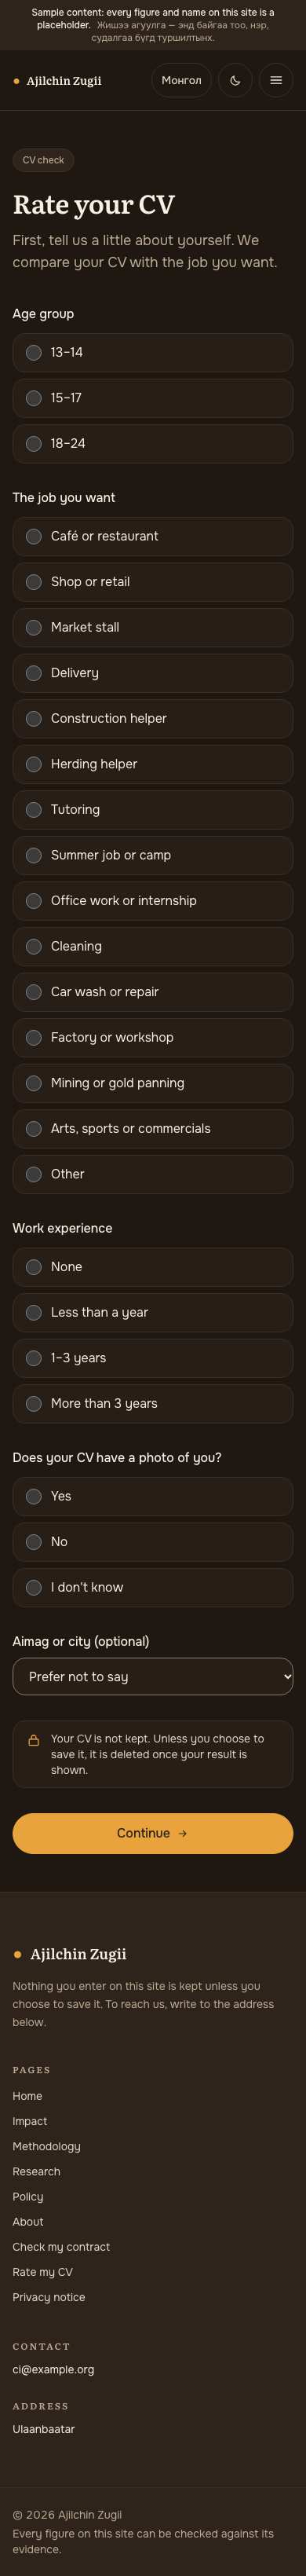 Sample content: every figure and name on this site is a
placeholder. Жишээ агуулга — энд байгаа тоо, нэр,
судалгаа бүгд туршилтынх.
Ajilchin Zugii
Монгол
CV check
Rate your CV
First, tell us a little about yourself. We
compare your CV with the job you want.
Age group
13–14
15–17
18–24
The job you want
Café or restaurant
Shop or retail
Market stall
Delivery
Construction helper
Herding helper
Tutoring
Summer job or camp
Office work or internship
Cleaning
Car wash or repair
Factory or workshop
Mining or gold panning
Arts, sports or commercials
Other
Work experience
None
Less than a year
1–3 years
More than 3 years
Does your CV have a photo of you?
Yes
No
I don't know
Aimag or city (optional)
Prefer not to say
Your CV is not kept. Unless you choose to
save it, it is deleted once your result is
shown.
Continue →
Ajilchin Zugii
Nothing you enter on this site is kept unless you
choose to save it. To reach us, write to the address
below.
PAGES
Home
Impact
Methodology
Research
Policy
About
Check my contract
Rate my CV
Privacy notice
CONTACT
ci@example.org
ADDRESS
Ulaanbaatar
© 2026 Ajilchin Zugii
Every figure on this site can be checked against its
evidence.